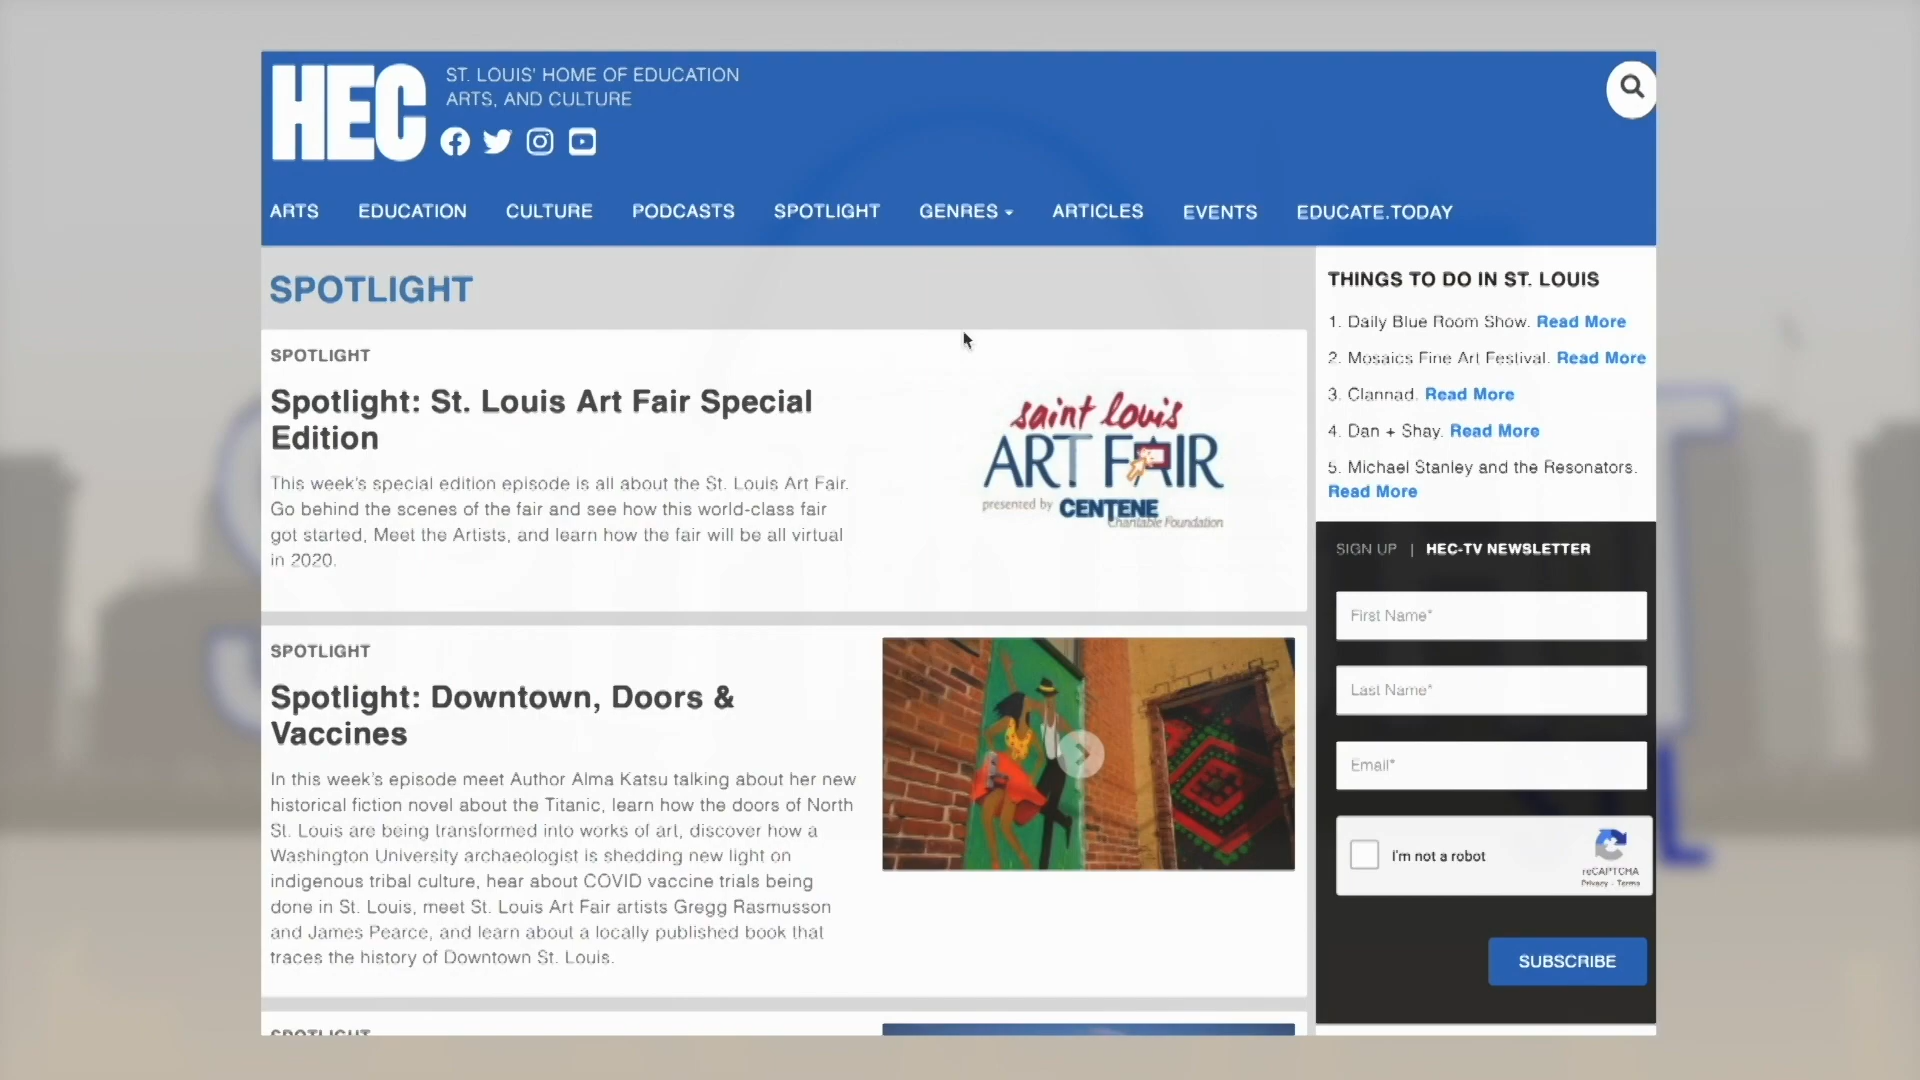 HEC
ST. LOUIS' HOME OF EDUCATION
ARTS, AND CULTURE
ARTS EDUCATION CULTURE PODCASTS SPOTLIGHT GENRES ARTICLES EVENTS EDUCATE.TODAY
SPOTLIGHT
SPOTLIGHT
Spotlight: St. Louis Art Fair Special
Edition
This week's special edition episode is all about the St. Louis Art Fair.
Go behind the scenes of the fair and see how this world-class fair
got started, Meet the Artists, and learn how the fair will be all virtual
in 2020.
saint louis
ART FAIR
presented by CENTENE
Charitable Foundation
SPOTLIGHT
Spotlight: Downtown, Doors &
Vaccines
In this week's episode meet Author Alma Katsu talking about her new
historical fiction novel about the Titanic, learn how the doors of North
St. Louis are being transformed into works of art, discover how a
Washington University archaeologist is shedding new light on
indigenous tribal culture, hear about COVID vaccine trials being
done in St. Louis, meet St. Louis Art Fair artists Gregg Rasmusson
and James Pearce, and learn about a locally published book that
traces the history of Downtown St. Louis.
SPOTLIGHT
THINGS TO DO IN ST. LOUIS
1. Daily Blue Room Show. Read More
2. Mosaics Fine Art Festival. Read More
3. Clannad. Read More
4. Dan + Shay. Read More
5. Michael Stanley and the Resonators.
Read More
SIGN UP | HEC-TV NEWSLETTER
First Name*
Last Name*
Email*
I'm not a robot
reCAPTCHA
Privacy - Terms
SUBSCRIBE